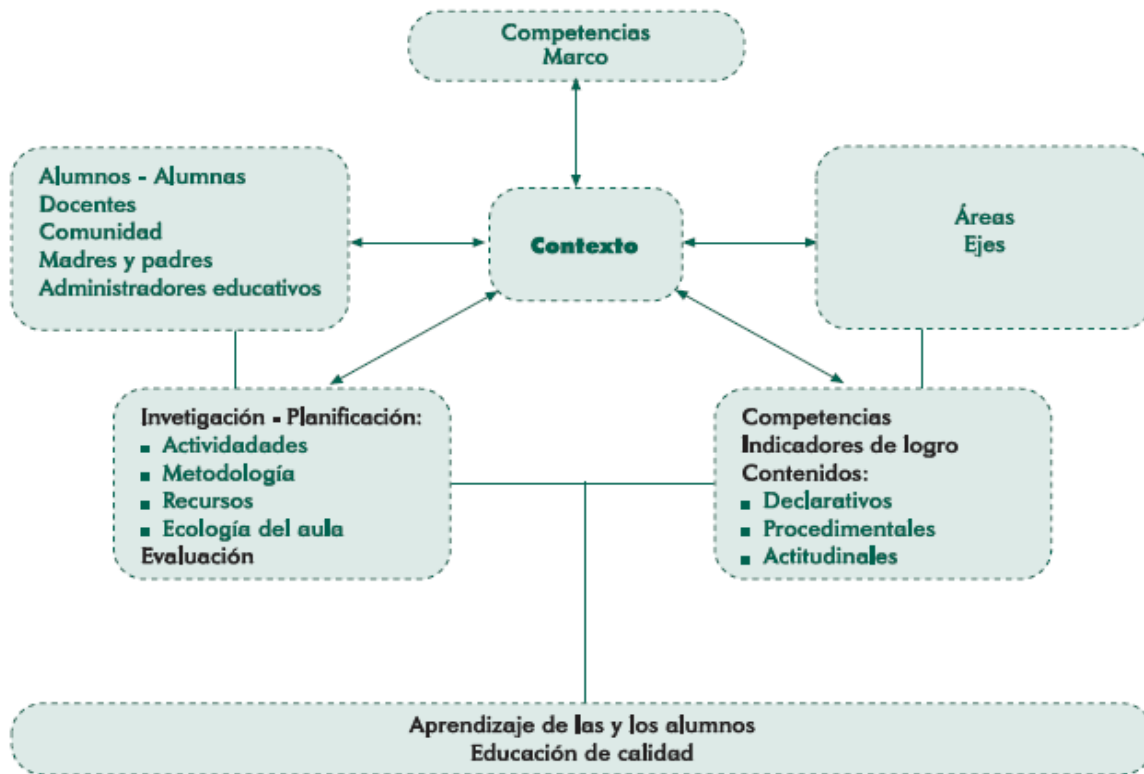 Competencias
Marco
Alumnos - Alumnas
Docentes
Comunidad
Madres y padres
Administradores educativos
Contexto
Áreas
Ejes
Invetigación - Planificación:
▪ Actividadades
▪ Metodología
▪ Recursos
▪ Ecología del aula
Evaluación
Competencias
Indicadores de logro
Contenidos:
▪ Declarativos
▪ Procedimentales
▪ Actitudinales
Aprendizaje de las y los alumnos
Educación de calidad